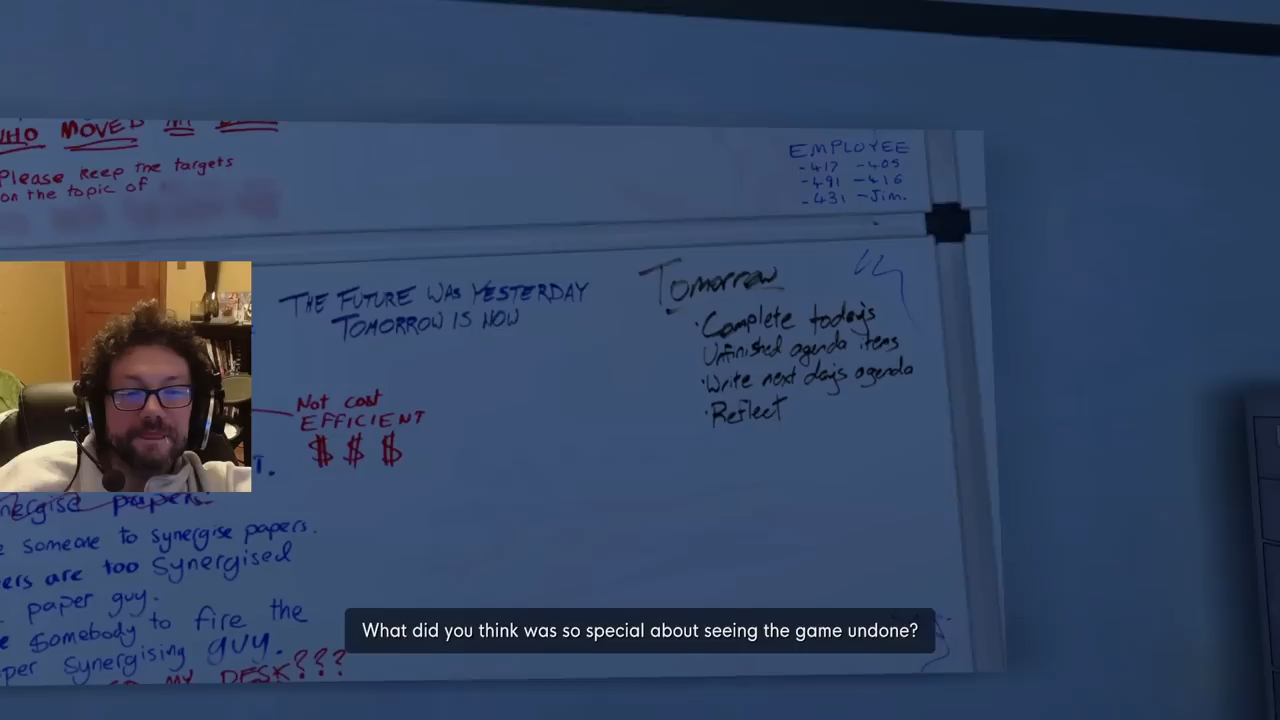 WHO MOVED MY
Please keep the targets
on the topic of
EMPLOYEE
-417 -405
-491 -416
-431 -Jim.
THE FUTURE WAS YESTERDAY
TOMORROW IS NOW
Tomorrow
·Complete todays
Unfinished agenda items
·Write next days agenda
·Reflect
Not cost
EFFICIENT
$ $ $
T.
nergise papers.
e someone to synergise papers.
ers are too synergised
paper guy.
e somebody to fire the
per synergising guy.
MY DESK???
What did you think was so special about seeing the game undone?